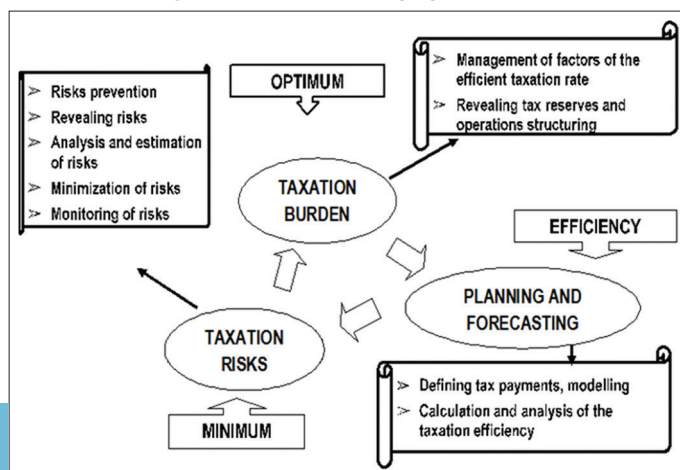 OPTIMUM
➢ Management of factors of the
efficient taxation rate
➢ Revealing tax reserves and
operations structuring
➢ Risks prevention
➢ Revealing risks
➢ Analysis and estimation
of risks
➢ Minimization of risks
➢ Monitoring of risks
TAXATION
BURDEN
EFFICIENCY
PLANNING AND
FORECASTING
TAXATION
RISKS
MINIMUM
➢ Defining tax payments, modelling
➢ Calculation and analysis of the
taxation efficiency